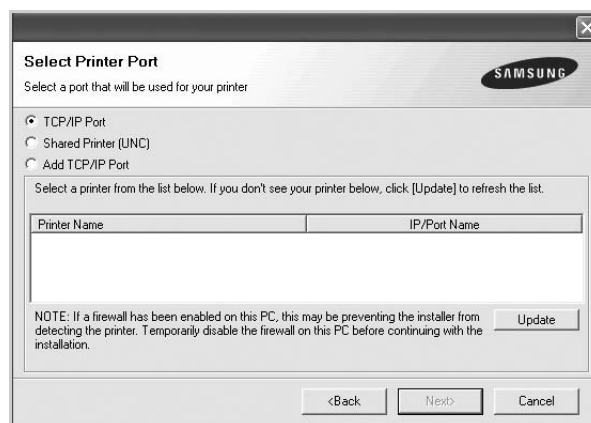 Select Printer Port
Select a port that will be used for your printer
SAMSUNG
TCP/IP Port
Shared Printer (UNC)
Add TCP/IP Port
Select a printer from the list below. If you don't see your printer below, click [Update] to refresh the list.
Printer Name IP/Port Name
NOTE: If a firewall has been enabled on this PC, this may be preventing the installer from
detecting the printer. Temporarily disable the firewall on this PC before continuing with the
installation.
Update
<Back Next> Cancel